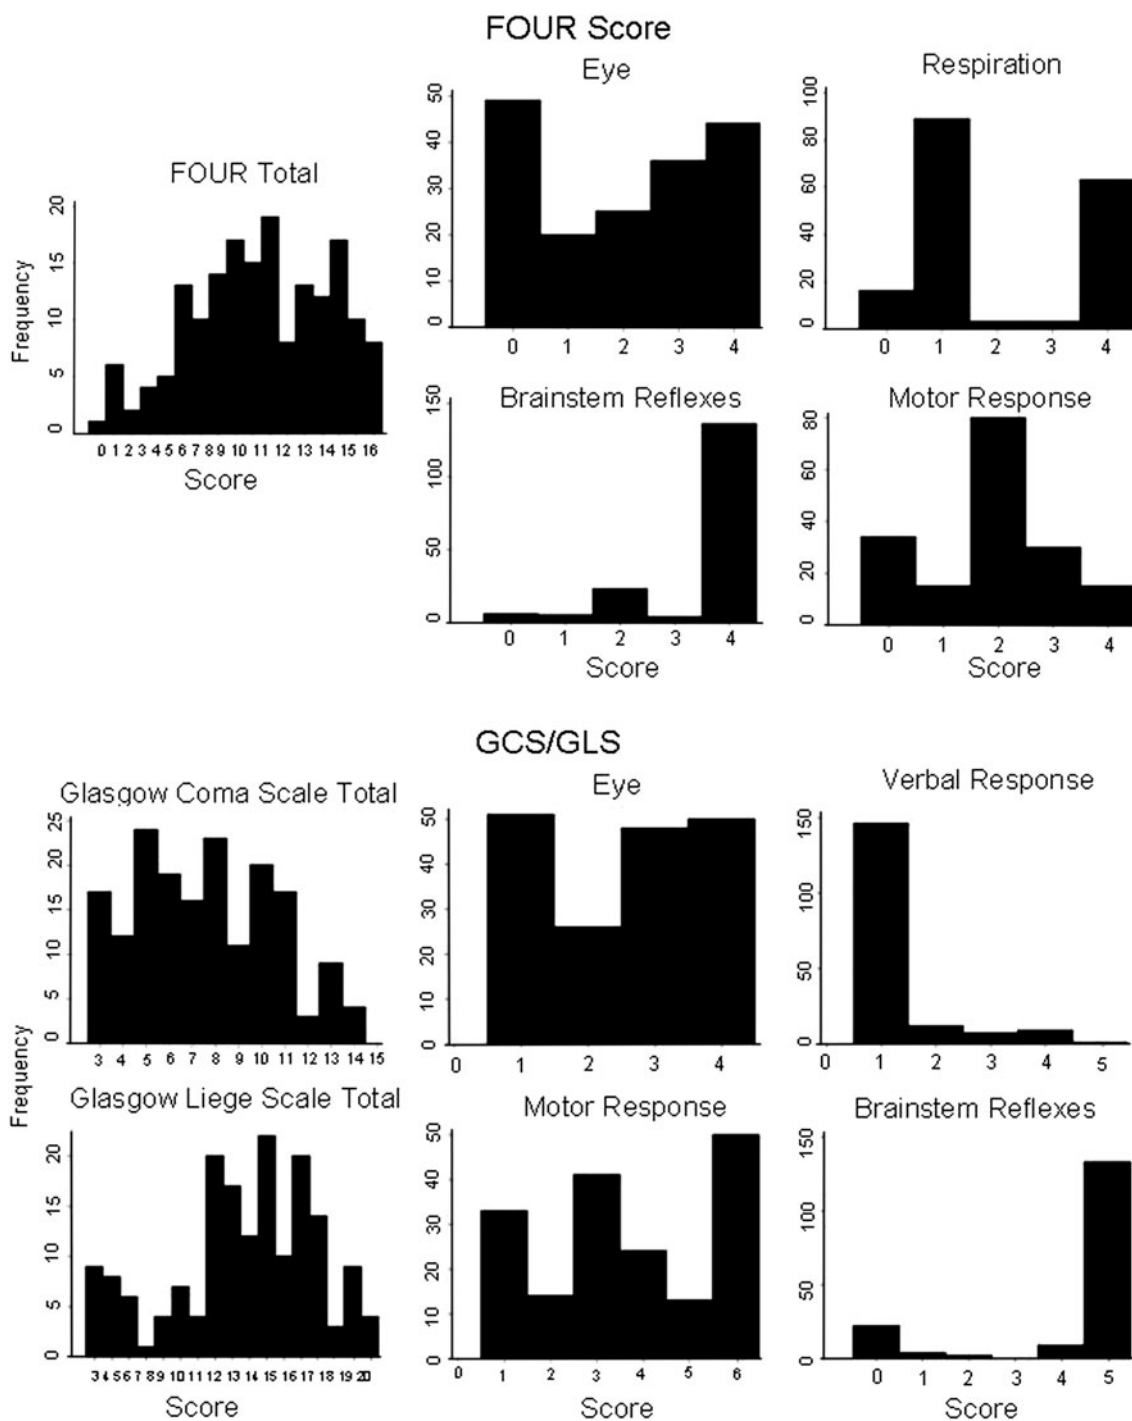 FOUR Score
FOUR Total
Frequency
0 5 10 15 20
0 1 2 3 4 5 6 7 8 9 10 11 12 13 14 15 16
Score
Eye
0 10 20 30 40 50
0 1 2 3 4
Respiration
0 20 40 60 80 100
0 1 2 3 4
Brainstem Reflexes
0 50 100 150
0 1 2 3 4
Score
Motor Response
0 20 40 60 80
0 1 2 3 4
Score
GCS/GLS
Glasgow Coma Scale Total
0 5 10 15 20 25
3 4 5 6 7 8 9 10 11 12 13 14 15
Frequency
Eye
0 10 20 30 40 50
0 1 2 3 4
Verbal Response
0 50 100 150
0 1 2 3 4 5
Glasgow Liege Scale Total
0 5 10 15 20
3 4 5 6 7 8 9 10 11 12 13 14 15 16 17 18 19 20
Score
Motor Response
0 10 20 30 40 50
0 1 2 3 4 5 6
Score
Brainstem Reflexes
0 50 100 150
0 1 2 3 4 5
Score